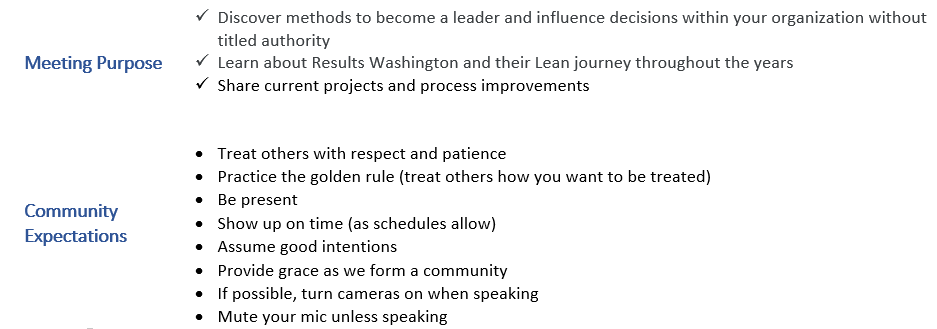 Meeting Purpose
✓ Discover methods to become a leader and influence decisions within your organization without
titled authority
✓ Learn about Results Washington and their Lean journey throughout the years
✓ Share current projects and process improvements
Community
Expectations
• Treat others with respect and patience
• Practice the golden rule (treat others how you want to be treated)
• Be present
• Show up on time (as schedules allow)
• Assume good intentions
• Provide grace as we form a community
• If possible, turn cameras on when speaking
• Mute your mic unless speaking